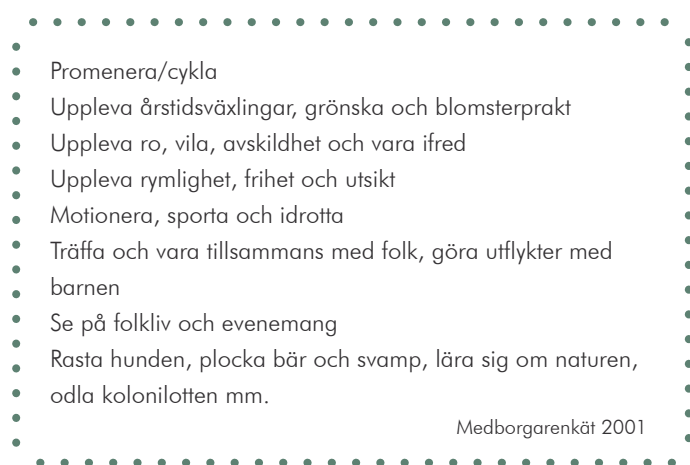 Promenera/cykla
Uppleva årstidsväxlingar, grönska och blomsterprakt
Uppleva ro, vila, avskildhet och vara ifred
Uppleva rymlighet, frihet och utsikt
Motionera, sporta och idrotta
Träffa och vara tillsammans med folk, göra utflykter med
barnen
Se på folkliv och evenemang
Rasta hunden, plocka bär och svamp, lära sig om naturen,
odla kolonilotten mm.
Medborgarenkät 2001